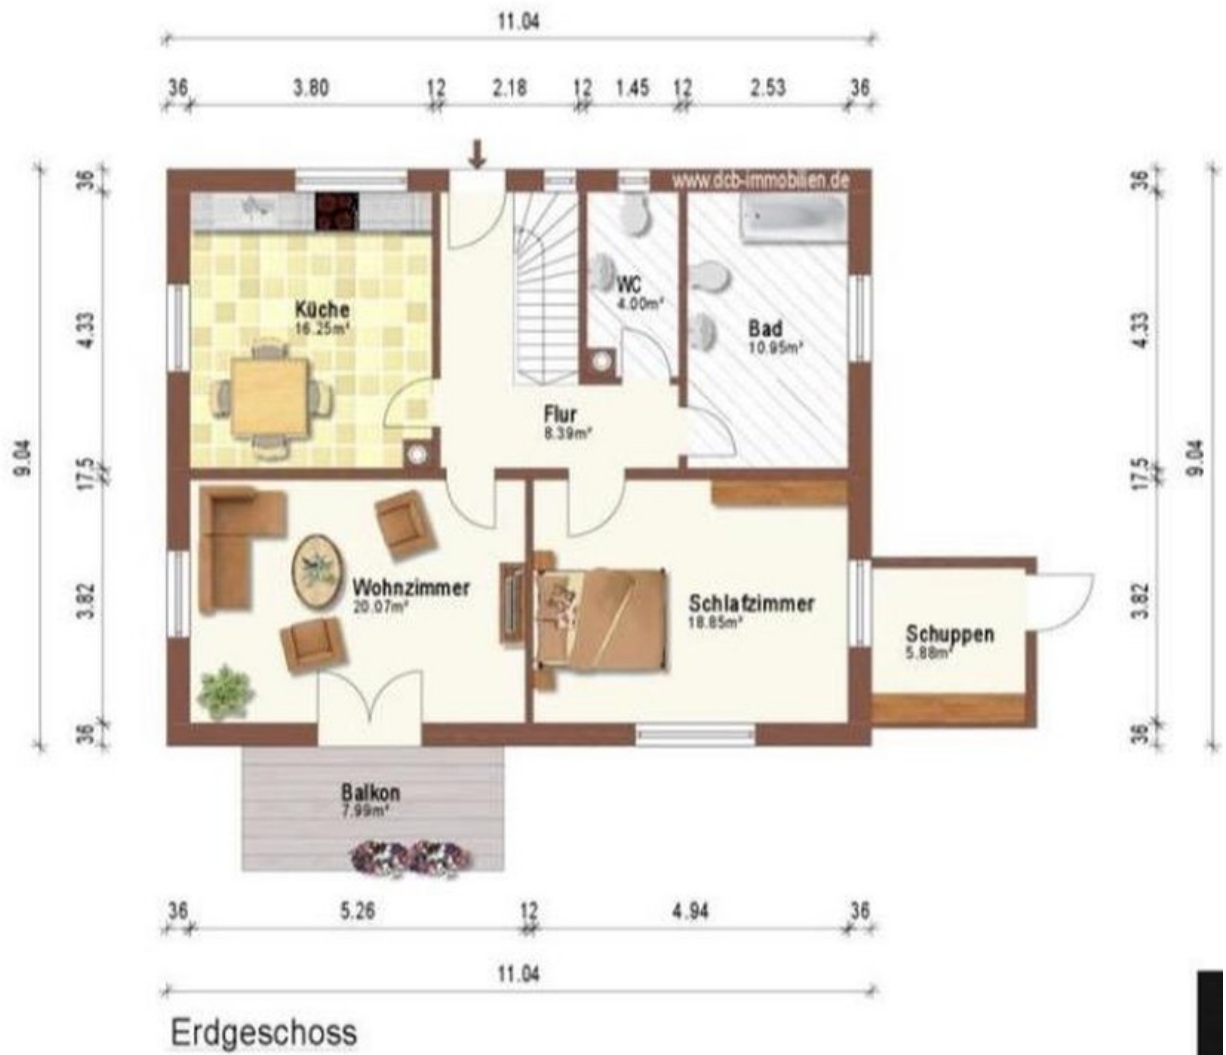 11.04
36 3.80 12 2.18 12 1.45 12 2.53 36
www.dcb-immobilien.de
36
36
4.33
4.33
9.04
9.04
17.5
17.5
3.82
3.82
36
36
Küche
16.25m²
WC
4.00m²
Bad
10.95m²
Flur
8.39m²
Wohnzimmer
20.07m²
Schlafzimmer
18.85m²
Schuppen
5.88m²
Balkon
7.99m²
36 5.26 12 4.94 36
11.04
Erdgeschoss